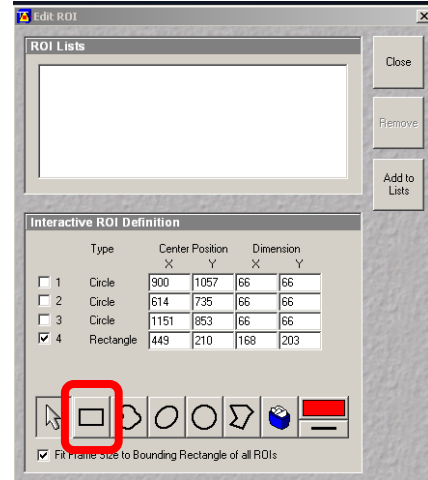 Edit ROI
ROI Lists
Close
Remove
Add to
Lists
Interactive ROI Definition
Type Center Position Dimension
X Y X Y
1 Circle 900 1057 66 66
2 Circle 614 735 66 66
3 Circle 1151 853 66 66
4 Rectangle 449 210 168 203
Fit Frame Size to Bounding Rectangle of all ROIs